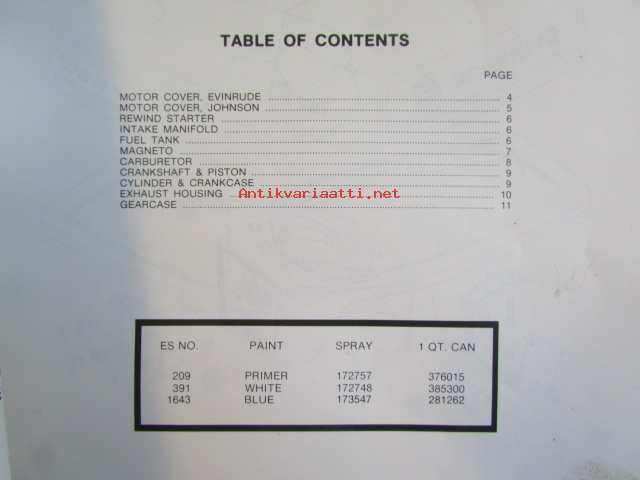 TABLE OF CONTENTS
PAGE
MOTOR COVER, EVINRUDE 4
MOTOR COVER, JOHNSON 5
REWIND STARTER 6
INTAKE MANIFOLD 6
FUEL TANK 6
MAGNETO 7
CARBURETOR 8
CRANKSHAFT & PISTON 9
CYLINDER & CRANKCASE 9
EXHAUST HOUSING 10
GEARCASE 11
Antikvariaatti.net
ES NO. PAINT SPRAY 1 QT. CAN
209 PRIMER 172757 376015
391 WHITE 172748 385300
1643 BLUE 173547 281262